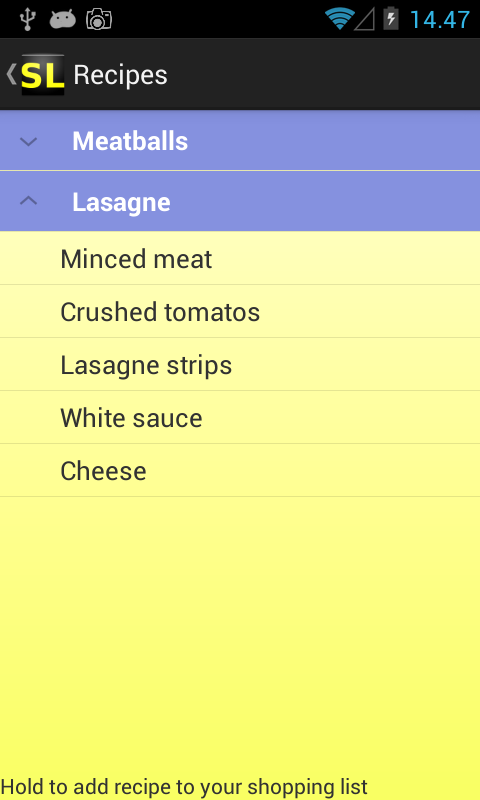 14.47
SL Recipes
Meatballs
Lasagne
Minced meat
Crushed tomatos
Lasagne strips
White sauce
Cheese
Hold to add recipe to your shopping list